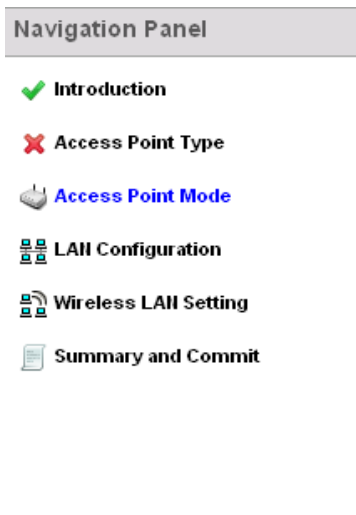 Navigation Panel
Introduction
Access Point Type
Access Point Mode
LAN Configuration
Wireless LAN Setting
Summary and Commit